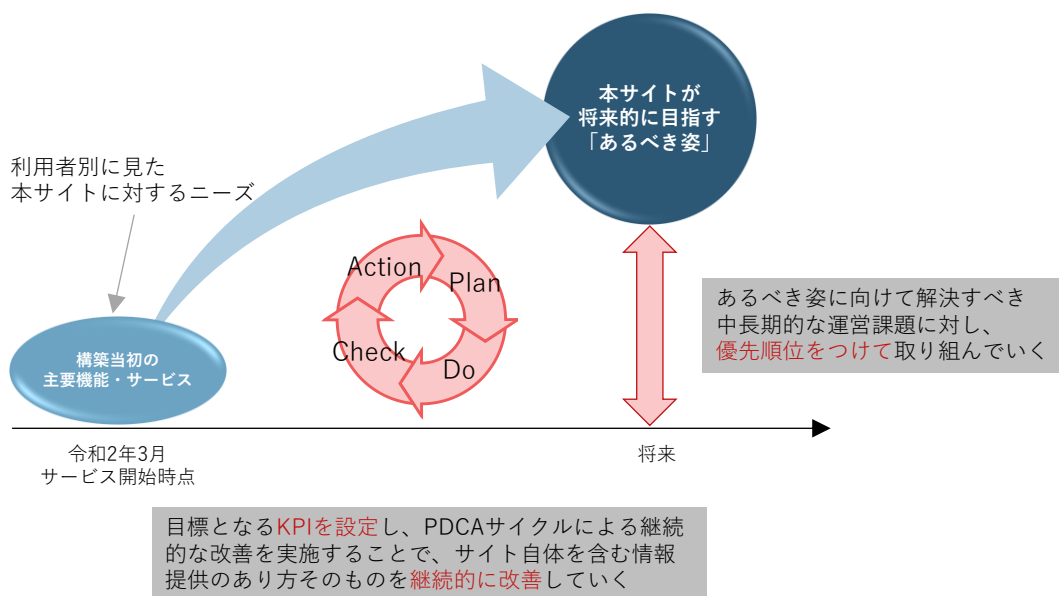 本サイトが
将来的に目指す
「あるべき姿」
利用者別に見た
本サイトに対するニーズ
Action
Plan
Check
Do
あるべき姿に向けて解決すべき
中長期的な運営課題に対し、
優先順位をつけて取り組んでいく
構築当初の
主要機能・サービス
令和2年3月
サービス開始時点
将来
目標となるKPIを設定し、PDCAサイクルによる継続
的な改善を実施することで、サイト自体を含む情報
提供のあり方そのものを継続的に改善していく